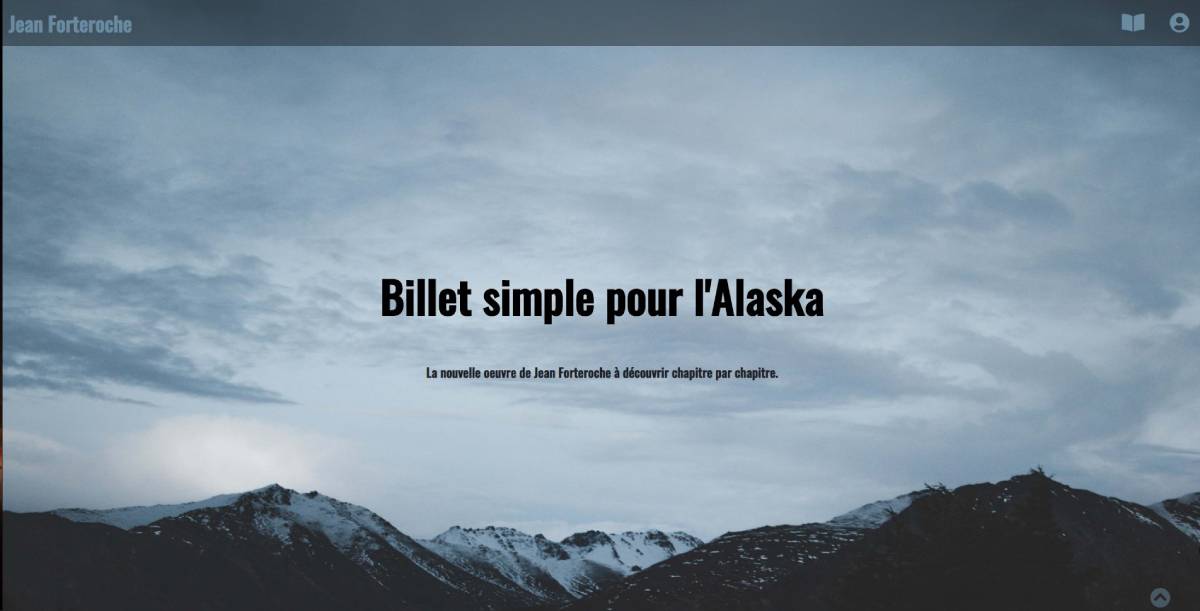 Jean Forteroche
Billet simple pour l'Alaska
La nouvelle oeuvre de Jean Forteroche à découvrir chapitre par chapitre.